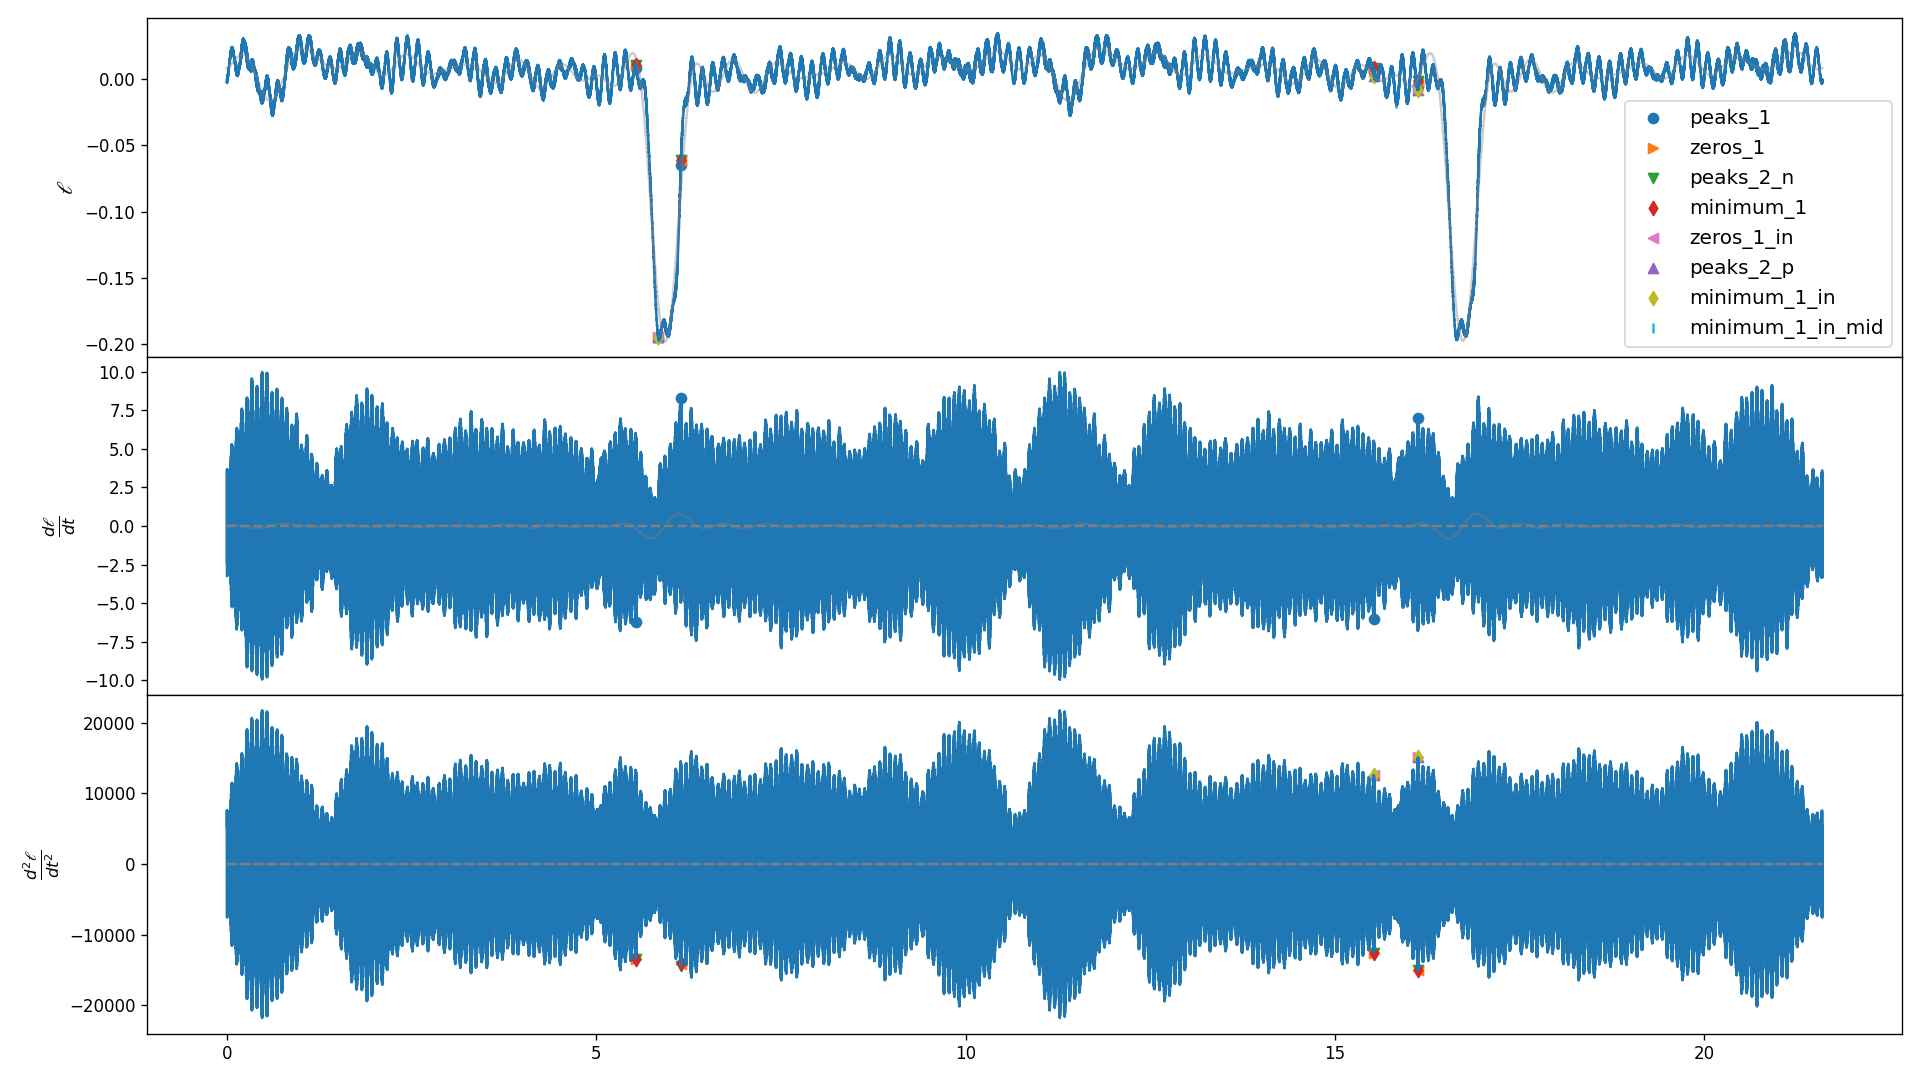 0.00
−0.05
−0.10
−0.15
−0.20
ℓ
peaks_1
zeros_1
peaks_2_n
minimum_1
zeros_1_in
peaks_2_p
minimum_1_in
minimum_1_in_mid
10.0
7.5
5.0
2.5
0.0
−2.5
−5.0
−7.5
−10.0
dℓ
dt
20000
10000
0
−10000
−20000
d²ℓ
dt²
0 5 10 15 20